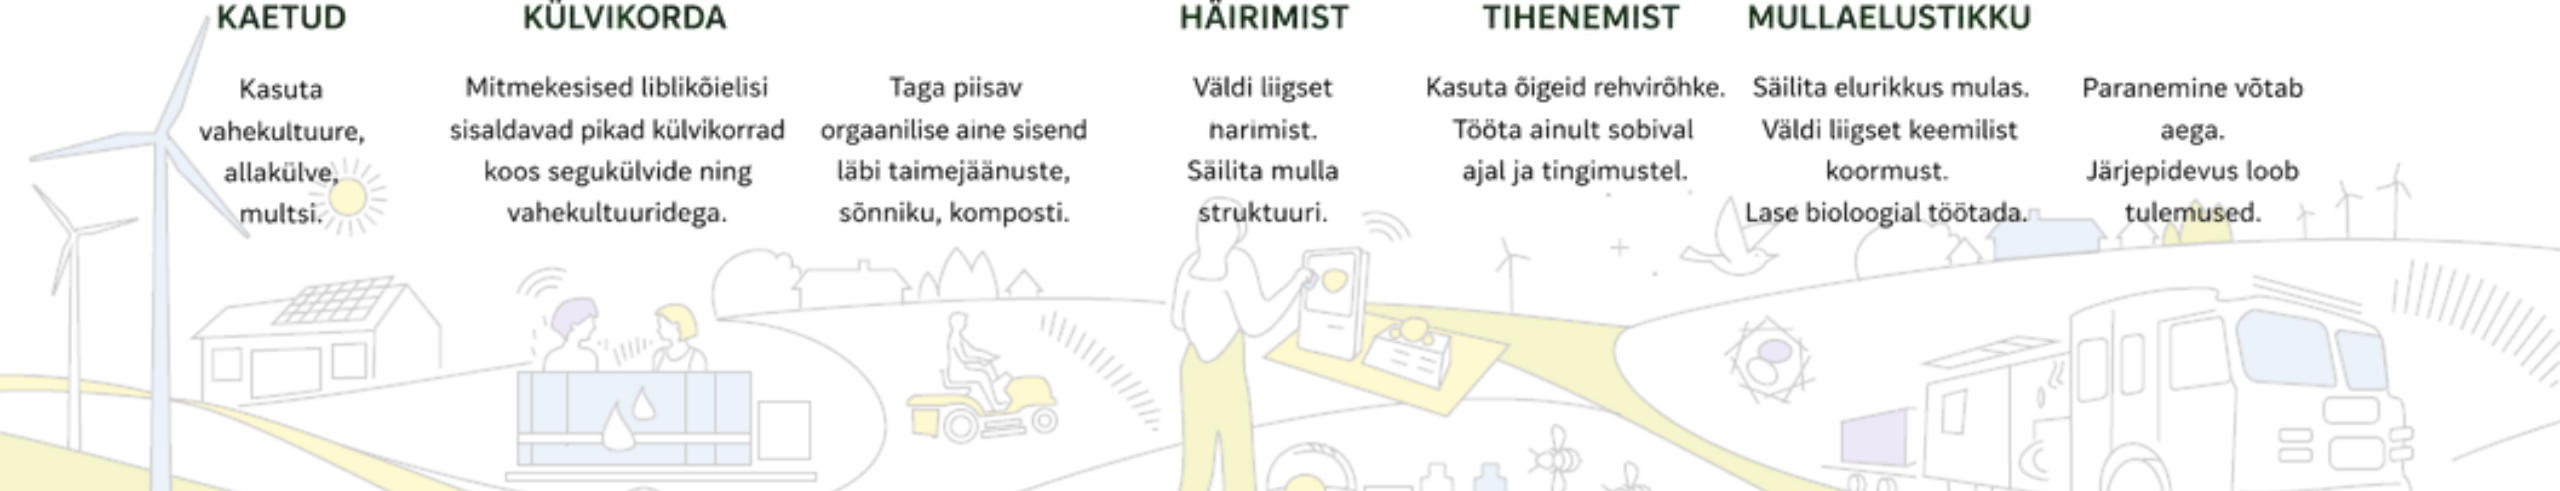 KAETUD
Kasuta
vahekultuure,
allakülve,
multsi.
KÜLVIKORDA
Mitmekesised liblikõielisi
sisaldavad pikad külvikorrad
koos segukülvide ning
vahekultuuridega.
Taga piisav
orgaanilise aine sisend
läbi taimejäänuste,
sõnniku, komposti.
HÄIRIMIST
Väldi liigset
narimist.
Säilita mulla
struktuuri.
TIHENEMIST
Kasuta õigeid rehvirõhke.
Tööta ainult sobival
ajal ja tingimustel.
MULLAELUSTIKKU
Säilita elurikkus mulas.
Väldi liigset keemilist
koormust.
Lase bioloogial töötada.
Paranemine võtab
aega.
Järjepidevus loob
tulemused.